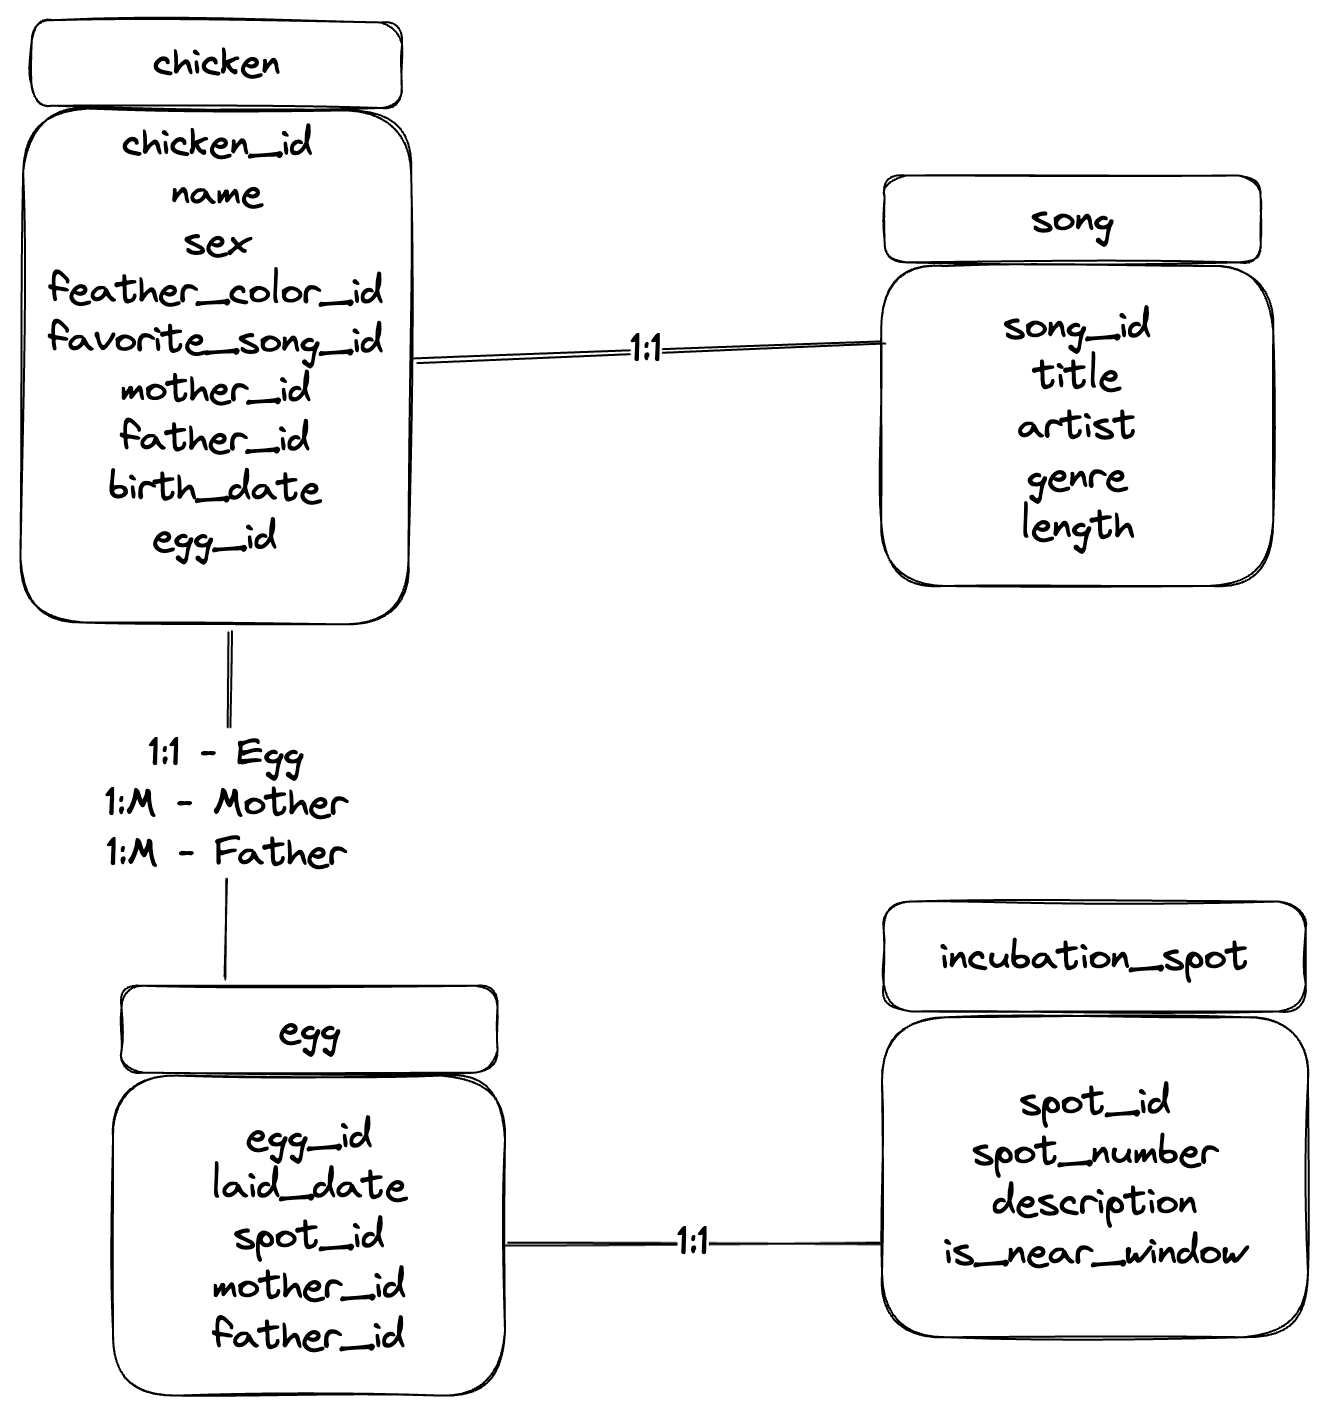 chicken
chicken_id
name
sex
feather_color_id
favorite_song_id
mother_id
father_id
birth_date
egg_id
1:1
song
song_id
title
artist
genre
length
1:1 - Egg
1:M - Mother
1:M - Father
egg
egg_id
laid_date
spot_id
mother_id
father_id
1:1
incubation_spot
spot_id
spot_number
description
is_near_window